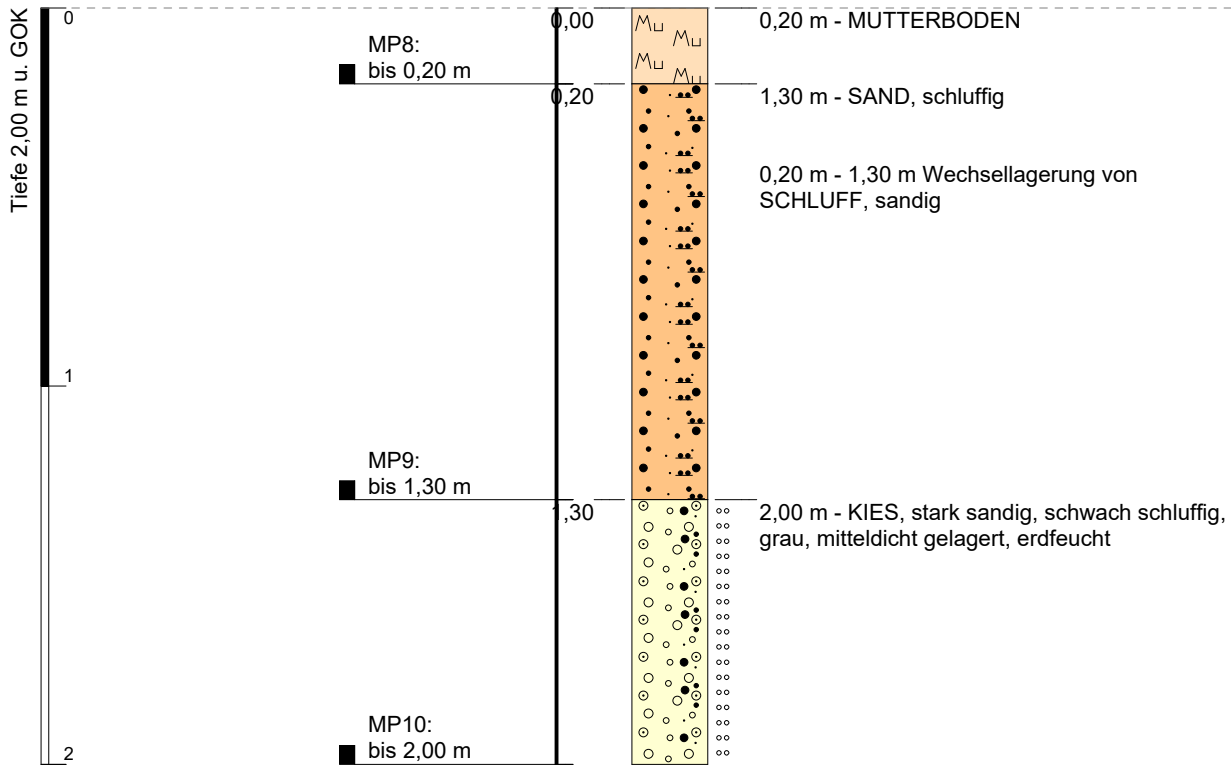 Tiefe 2,00 m u. GOK
0
0,00
0,20 m - MUTTERBODEN
MP8:
bis 0,20 m
0,20
1,30 m - SAND, schluffig
0,20 m - 1,30 m Wechsellagerung von
SCHLUFF, sandig
1
MP9:
bis 1,30 m
1,30
2,00 m - KIES, stark sandig, schwach schluffig,
grau, mitteldicht gelagert, erdfeucht
MP10:
bis 2,00 m
2